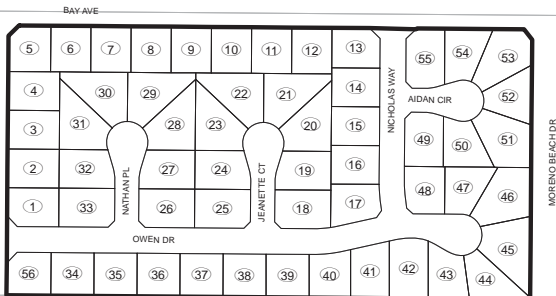 BAY AVE
5 6 7 8 9 10 11 12 13 55 54 53
4 30 29 22 21 14 AIDAN CIR 52
3 31 28 23 20 15 NICHOLAS WAY 49 50 51
2 32 27 24 19 16 MORENO BEACH DR
1 33 NATHAN PL 26 25 JEANETTE CT 18 17 48 47 46
OWEN DR 45
56 34 35 36 37 38 39 40 41 42 43 44